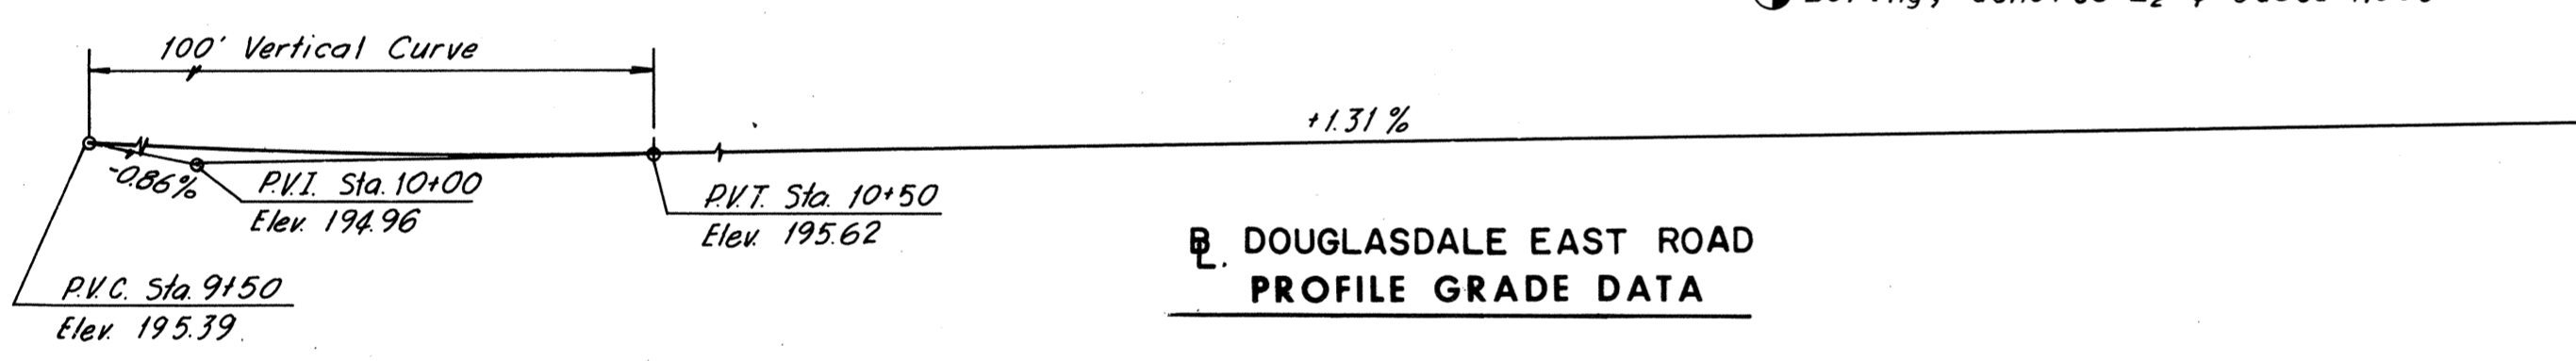 100' Vertical Curve
+1.31 %
-0.86%
P.V.I. Sta. 10+00
Elev. 194.96
P.V.T. Sta. 10+50
Elev. 195.62
P.V.C. Sta. 9+50
Elev. 195.39
BL. DOUGLASDALE EAST ROAD
PROFILE GRADE DATA